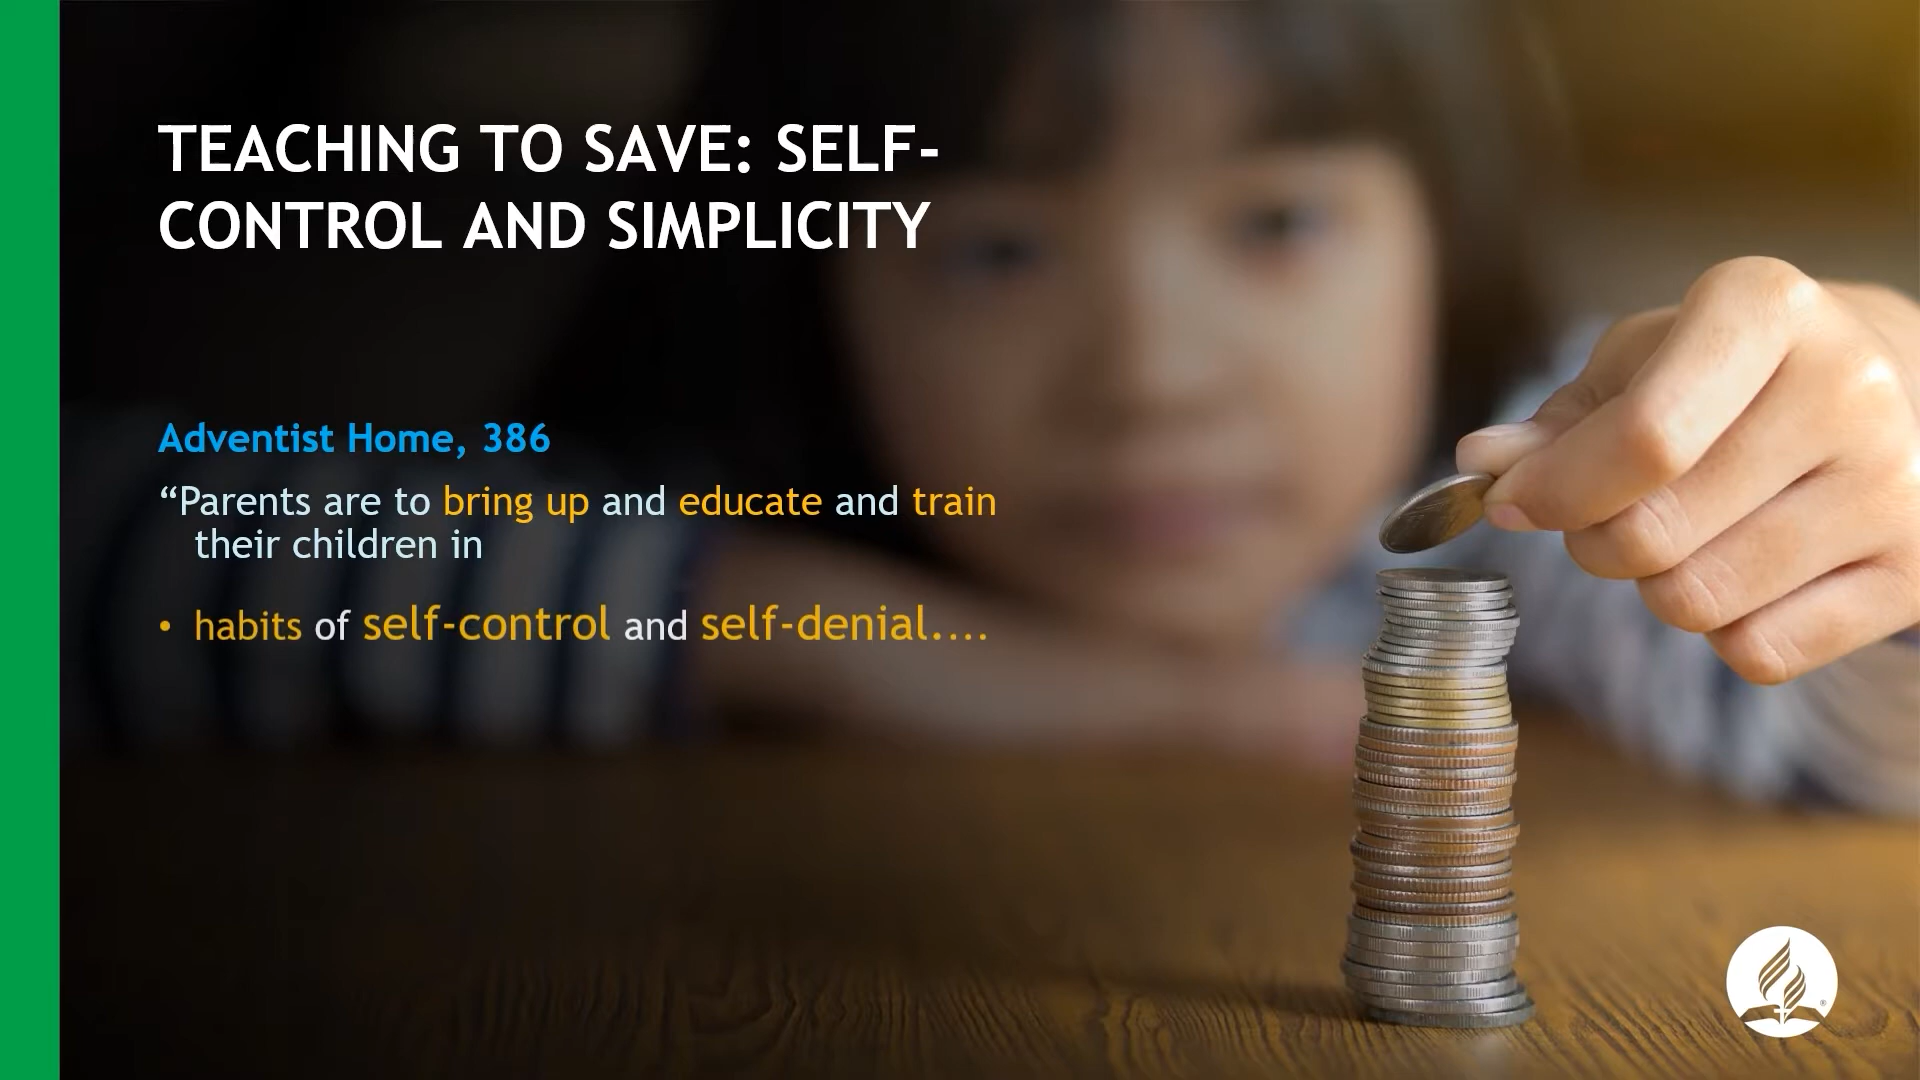 TEACHING TO SAVE: SELF-
CONTROL AND SIMPLICITY
Adventist Home, 386
“Parents are to bring up and educate and train
their children in
• habits of self-control and self-denial....
®